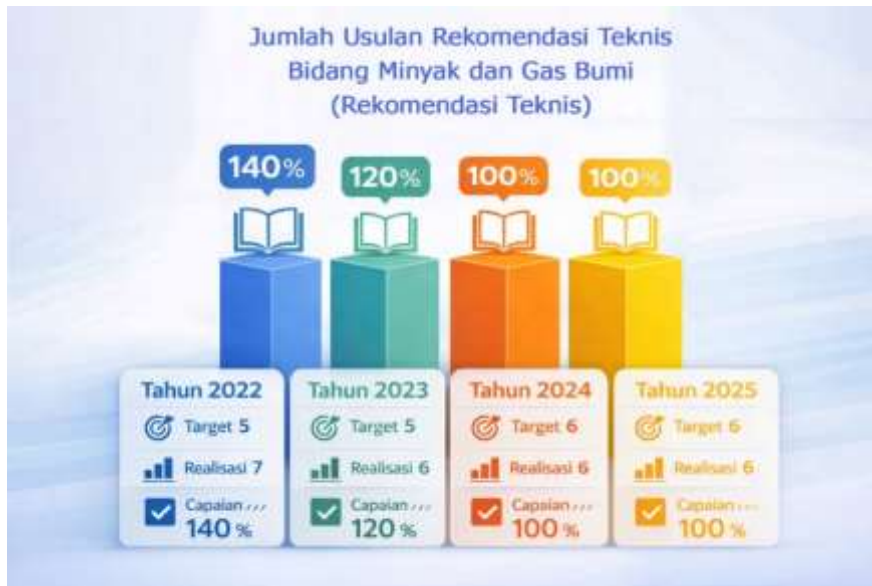 Jumlah Usulan Rekomendasi Teknis
Bidang Minyak dan Gas Bumi
(Rekomendasi Teknis)
140%
120%
100%
100%
Tahun 2022
Target 5
Realisasi 7
Capaian
140 %
Tahun 2023
Target 5
Realisasi 6
Capaian
120 %
Tahun 2024
Target 6
Realisasi 6
Capaian
100 %
Tahun 2025
Target 6
Realisasi 6
Capaian
100 %